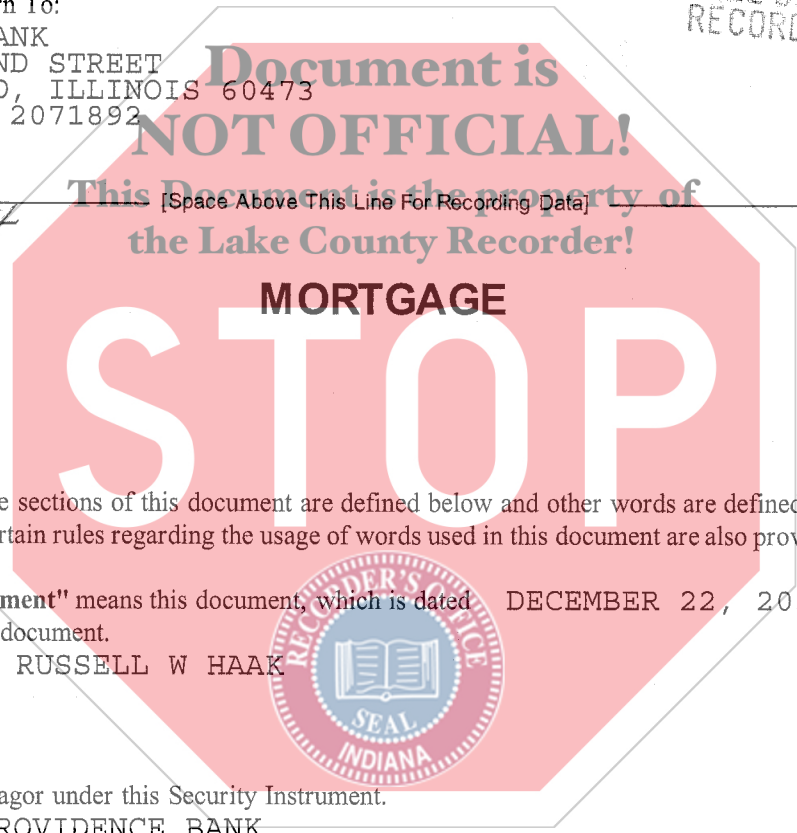 n To:
ANK
ND STREET
D, ILLINOIS 60473
2071892
RECORD
Document is
NOT OFFICIAL!
This Document is the property of
[Space Above This Line For Recording Data]
the Lake County Recorder!
MORTGAGE
STOP
e sections of this document are defined below and other words are defined
rtain rules regarding the usage of words used in this document are also prov
ment" means this document, which is dated DECEMBER 22, 20
document.
RUSSELL W HAAK
RECORDER'S OFFICE
SEAL
INDIANA
agor under this Security Instrument.
ROVIDENCE BANK